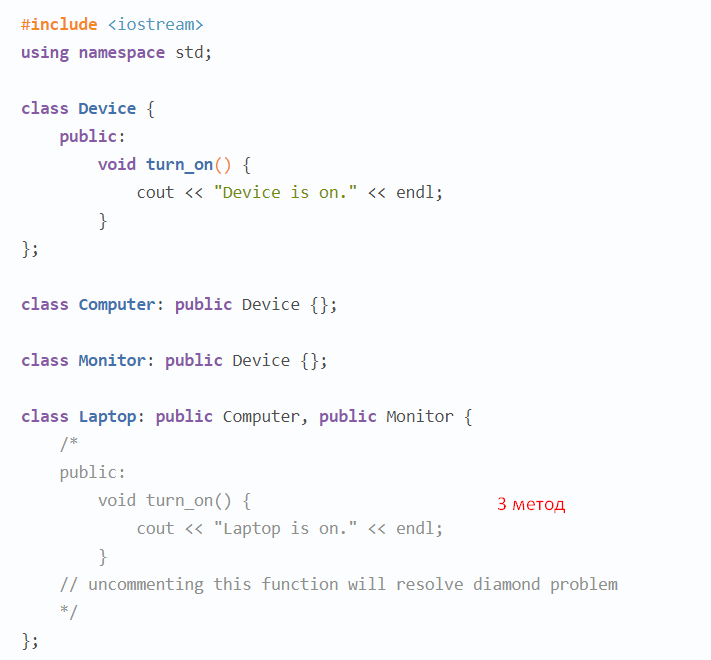 #include <iostream>
using namespace std;
class Device {
public:
void turn_on() {
cout << "Device is on." << endl;
}
};
class Computer: public Device {};
class Monitor: public Device {};
class Laptop: public Computer, public Monitor {
/*
public:
void turn_on() {
3 метод
cout << "Laptop is on." << endl;
}
// uncommenting this function will resolve diamond problem
*/
};